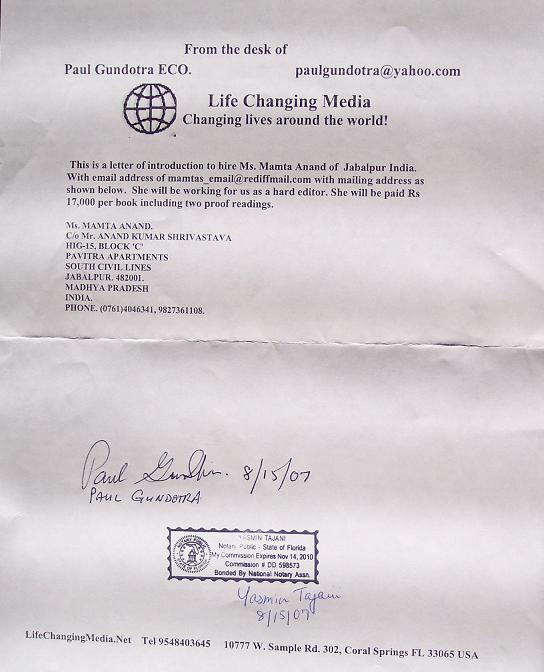 From the desk of
Paul Gundotra ECO. paulgundotra@yahoo.com
Life Changing Media
Changing lives around the world!
This is a letter of introduction to hire Ms. Mamta Anand of Jabalpur India.
With email address of mamtas_email@rediffmail.com with mailing address as
shown below. She will be working for us as a hard editor. She will be paid Rs
17,000 per book including two proof readings.
Ms. MAMTA ANAND.
C/o Mr. ANAND KUMAR SHRIVASTAVA
HIG-15, BLOCK 'C'
PAVITRA APARTMENTS
SOUTH CIVIL LINES
JABALPUR. 482001.
MADHYA PRADESH
INDIA.
PHONE. (0761)4046341, 9827361108.
Paul 8/15/07
PAUL GUNDOTRA
YASMIN TAJANI
Notary Public - State of Florida
My Commission Expires Nov 14, 2010
Commission # DD 598573
Bonded By National Notary Assn.
Yasmin Tajani
8/15/07
LifeChangingMedia.Net Tel 9548403645 10777 W. Sample Rd. 302, Coral Springs FL 33065 USA